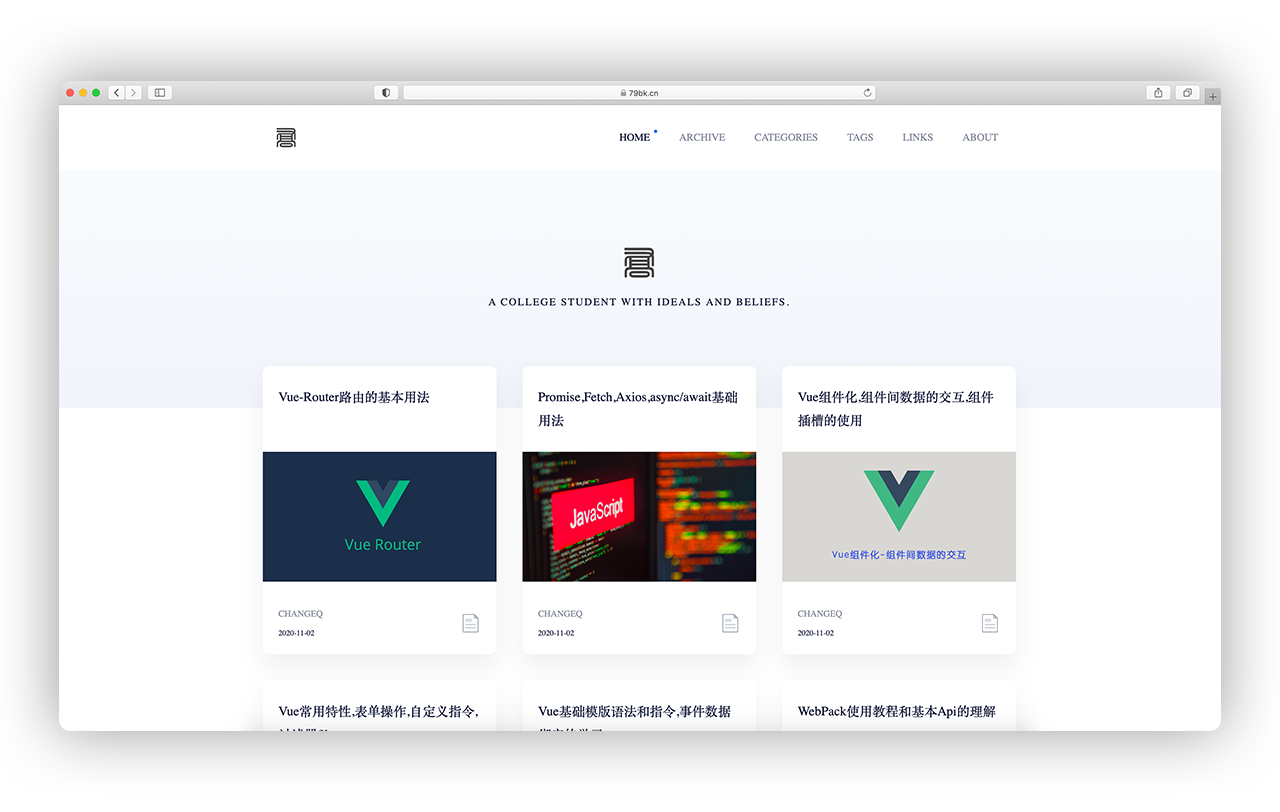 79bk.cn
HOME
ARCHIVE
CATEGORIES
TAGS
LINKS
ABOUT
A COLLEGE STUDENT WITH IDEALS AND BELIEFS.
Vue-Router路由的基本用法
Vue Router
CHANGEQ
2020-11-02
Promise,Fetch,Axios,async/await基础
用法
JavaScript
CHANGEQ
2020-11-02
Vue组件化,组件间数据的交互,组件
插槽的使用
Vue组件化-组件间数据的交互
CHANGEQ
2020-11-02
Vue常用特性,表单操作,自定义指令,
Vue基础模版语法和指令,事件数据
WebPack使用教程和基本Api的理解